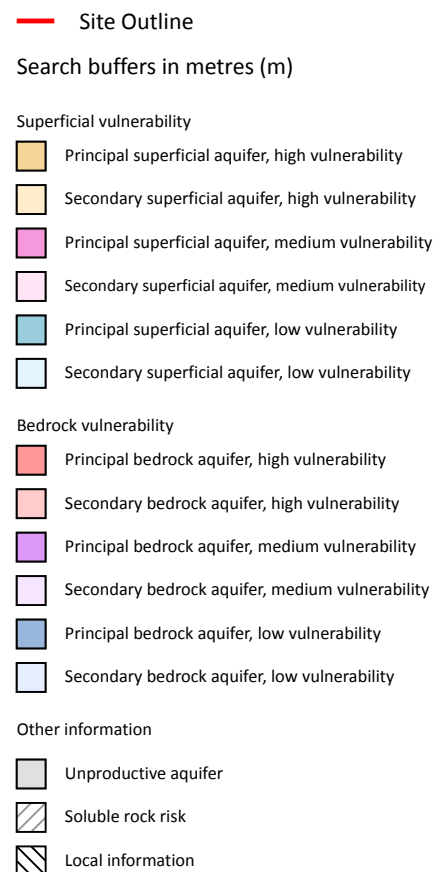 Site Outline
Search buffers in metres (m)
Superficial vulnerability
Principal superficial aquifer, high vulnerability
Secondary superficial aquifer, high vulnerability
Principal superficial aquifer, medium vulnerability
Secondary superficial aquifer, medium vulnerability
Principal superficial aquifer, low vulnerability
Secondary superficial aquifer, low vulnerability
Bedrock vulnerability
Principal bedrock aquifer, high vulnerability
Secondary bedrock aquifer, high vulnerability
Principal bedrock aquifer, medium vulnerability
Secondary bedrock aquifer, medium vulnerability
Principal bedrock aquifer, low vulnerability
Secondary bedrock aquifer, low vulnerability
Other information
Unproductive aquifer
Soluble rock risk
Local information